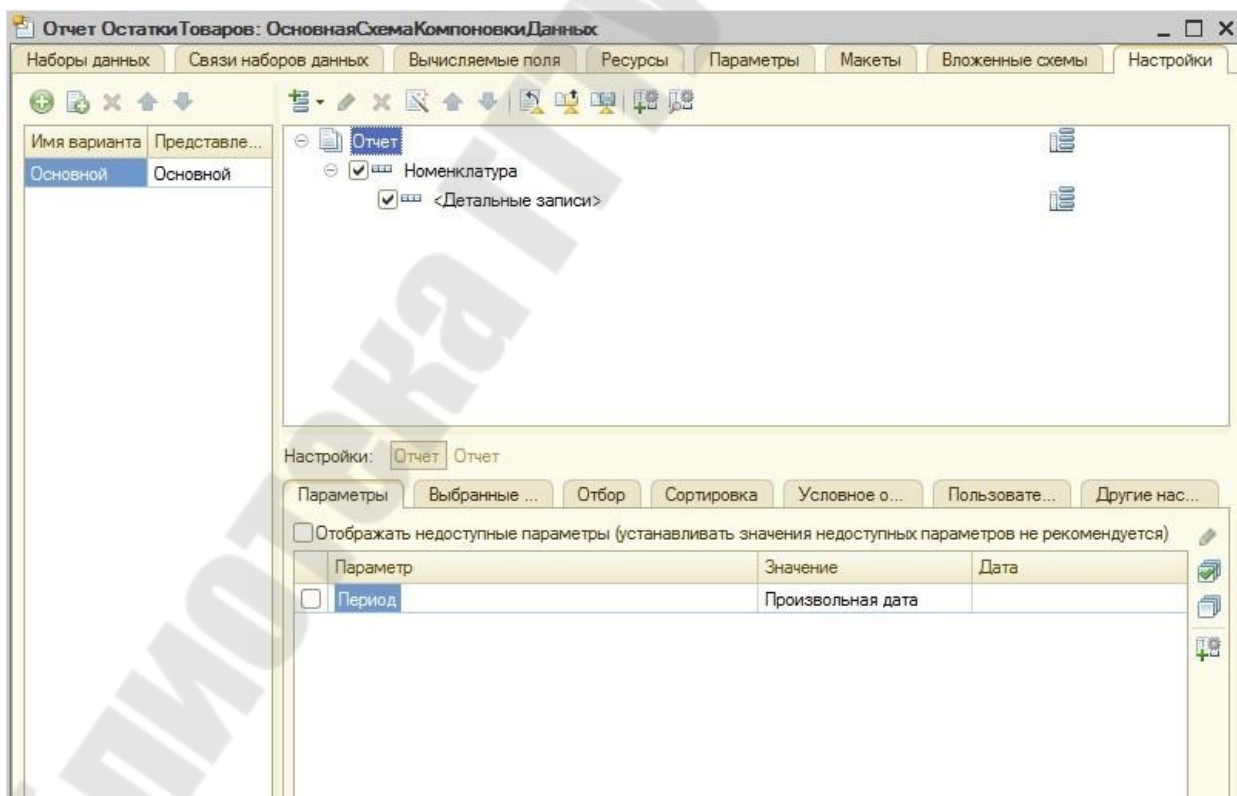 Отчет ОстаткиТоваров: ОсновнаяСхемаКомпоновкиДанных
Наборы данных Связи наборов данных Вычисляемые поля Ресурсы Параметры Макеты Вложенные схемы Настройки
Имя варианта Представле...
Основной Основной
Отчет
Номенклатура
<Детальные записи>
Настройки: Отчет Отчет
Параметры Выбранные ... Отбор Сортировка Условное о... Пользовате... Другие нас...
Отображать недоступные параметры (устанавливать значения недоступных параметров не рекомендуется)
Параметр Значение Дата
Период Произвольная дата